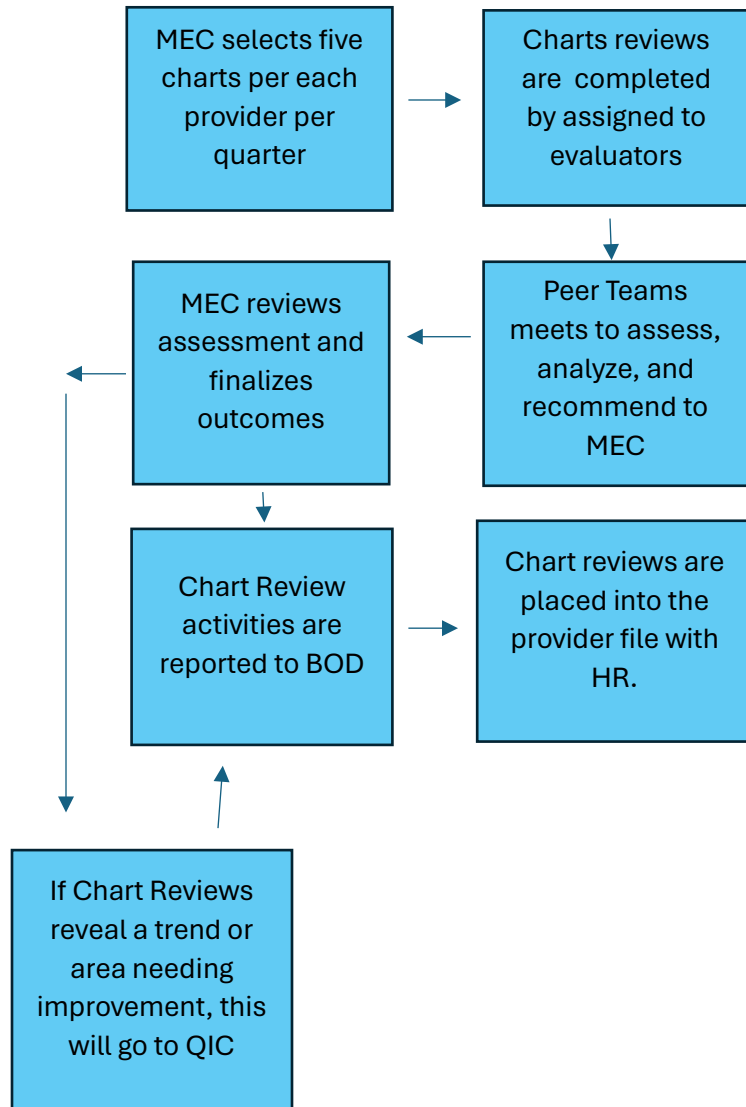 MEC selects five
charts per each
provider per
quarter
Charts reviews
are completed
by assigned to
evaluators
Peer Teams
meets to assess,
analyze, and
recommend to
MEC
MEC reviews
assessment and
finalizes
outcomes
Chart Review
activities are
reported to BOD
Chart reviews are
placed into the
provider file with
HR.
If Chart Reviews
reveal a trend or
area needing
improvement, this
will go to QIC